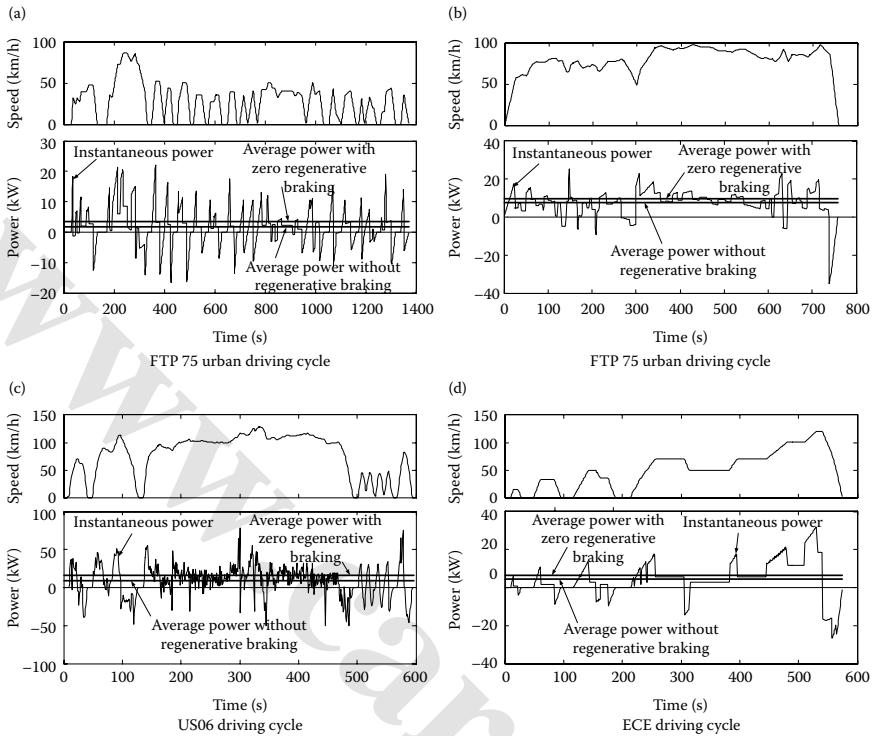 (a)
100
50
0
Speed (km/h)
30
20
10
0
−10
−20
Power (kW)
Instantaneous power
Average power with
zero regenerative
braking
Average power without
regenerative braking
0 200 400 600 800 1000 1200 1400
Time (s)
FTP 75 urban driving cycle
(b)
100
50
0
Speed (km/h)
40
20
0
−20
40
Power (kW)
Instantaneous power
Average power with
zero regenerative
braking
Average power without
regenerative braking
0 100 200 300 400 500 600 700 800
Time (s)
FTP 75 urban driving cycle
(c)
150
100
50
0
Speed (km/h)
100
50
0
−50
−100
Power (kW)
Instantaneous power
Average power with
zero regenerative
braking
Average power without
regenerative braking
0 100 200 300 400 500 600
Time (s)
US06 driving cycle
(d)
150
100
50
0
Speed (km/h)
40
20
0
−20
40
Power (kW)
Average power with
zero regenerative
braking
Instantaneous power
Average power without
regenerative braking
0 100 200 300 400 500 600
Time (s)
ECE driving cycle